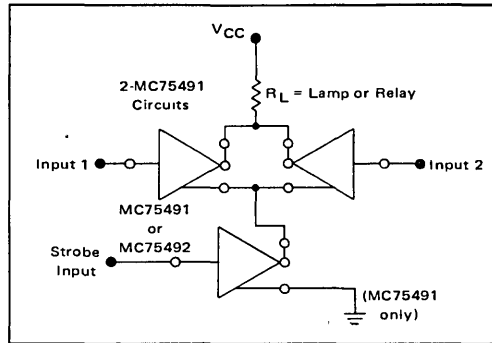 VCC
2-MC75491
Circuits
RL = Lamp or Relay
Input 1
Input 2
MC75491
or
MC75492
Strobe
Input
(MC75491
only)